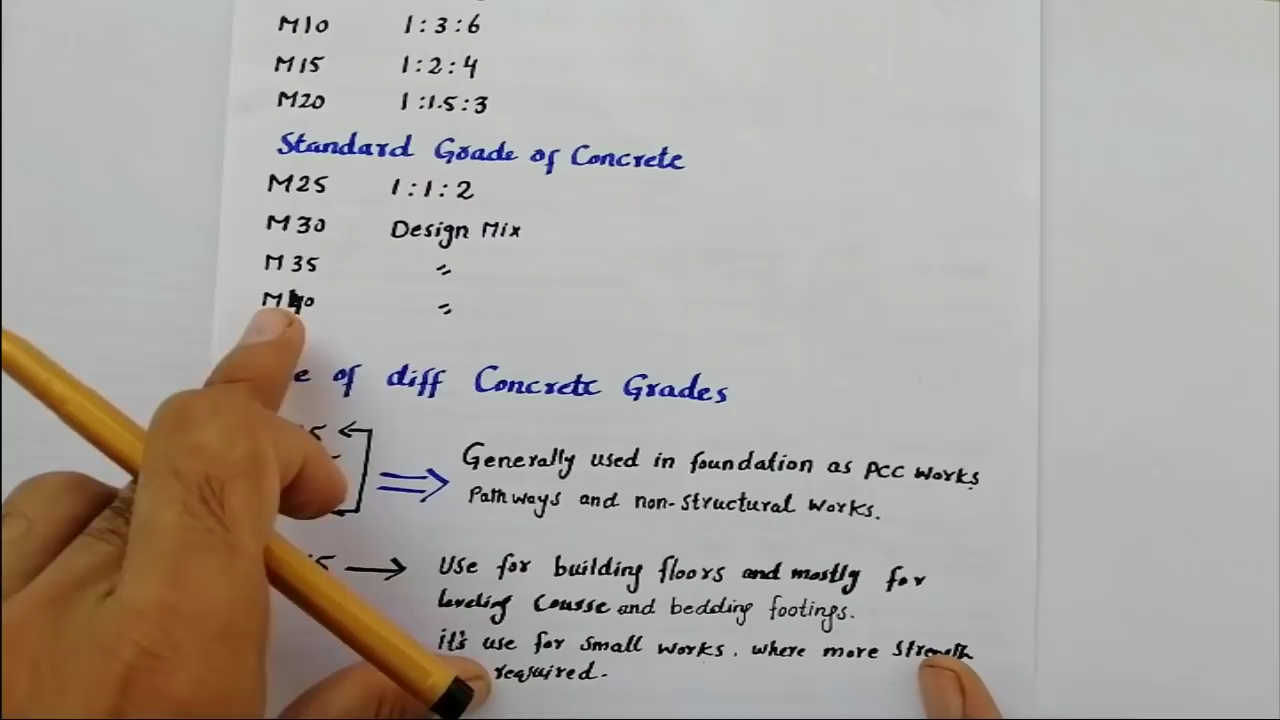 M10 1:3:6
M15 1:2:4
M20 1:1.5:3
Standard Grade of Concrete
M25 1:1:2
M30 Design Mix
M35 〃
M40 〃
of diff Concrete Grades
Generally used in foundation as PCC Works
Pathways and non-structural works.
Use for building floors and mostly for
leveling Course and bedding footings.
it's use for small works, where more strength
reqsuired.